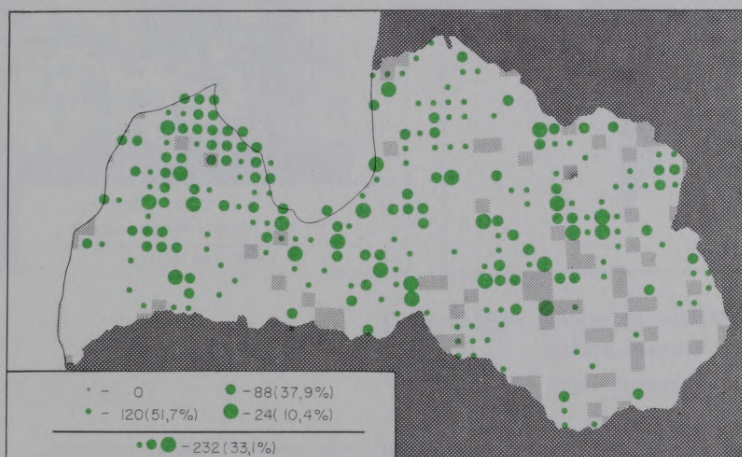 - 0 - 88(37,9%)
- 120(51,7%) - 24(10,4%)
- 232(33,1%)